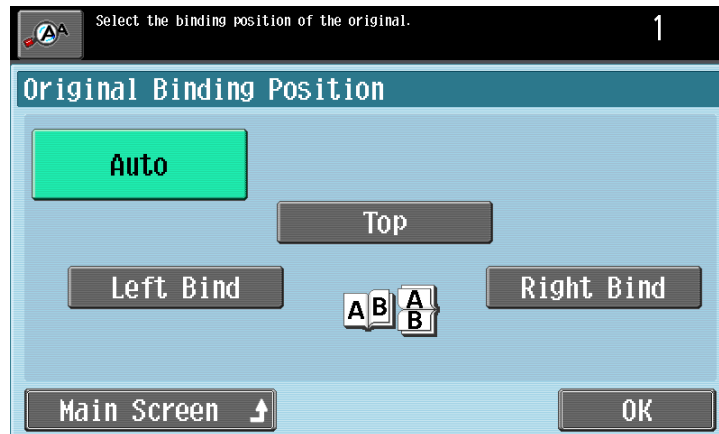 Select the binding position of the original.
1
Original Binding Position
Auto
Top
Left Bind
Right Bind
AB
A
B
Main Screen
OK